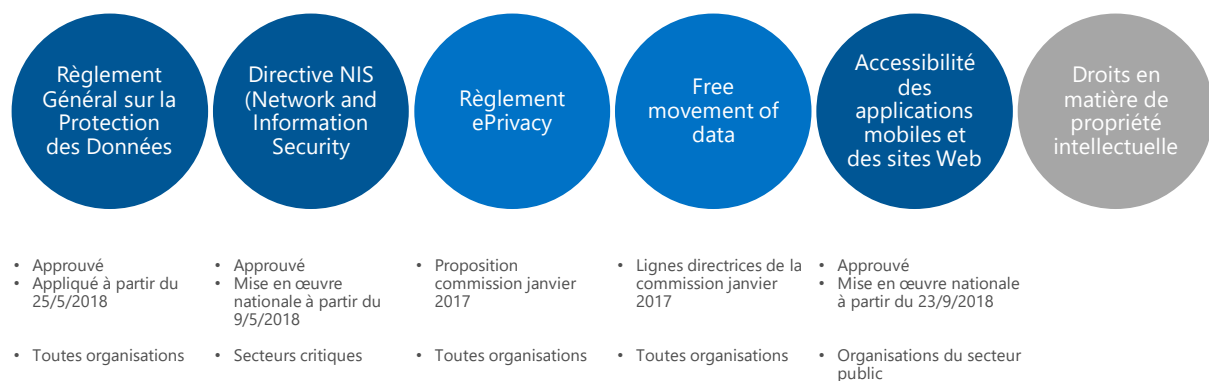 Règlement
Général sur la
Protection
des Données
Directive NIS
(Network and
Information
Security
Règlement
ePrivacy
Free
movement of
data
Accessibilité
des
applications
mobiles et
des sites Web
Droits en
matière de
propriété
intellectuelle
• Approuvé
• Appliqué à partir du
25/5/2018
• Toutes organisations
• Approuvé
• Mise en œuvre
nationale à partir du
9/5/2018
• Secteurs critiques
• Proposition
commission janvier
2017
• Toutes organisations
• Lignes directrices de la
commission janvier
2017
• Toutes organisations
• Approuvé
• Mise en œuvre nationale
à partir du 23/9/2018
• Organisations du secteur
public